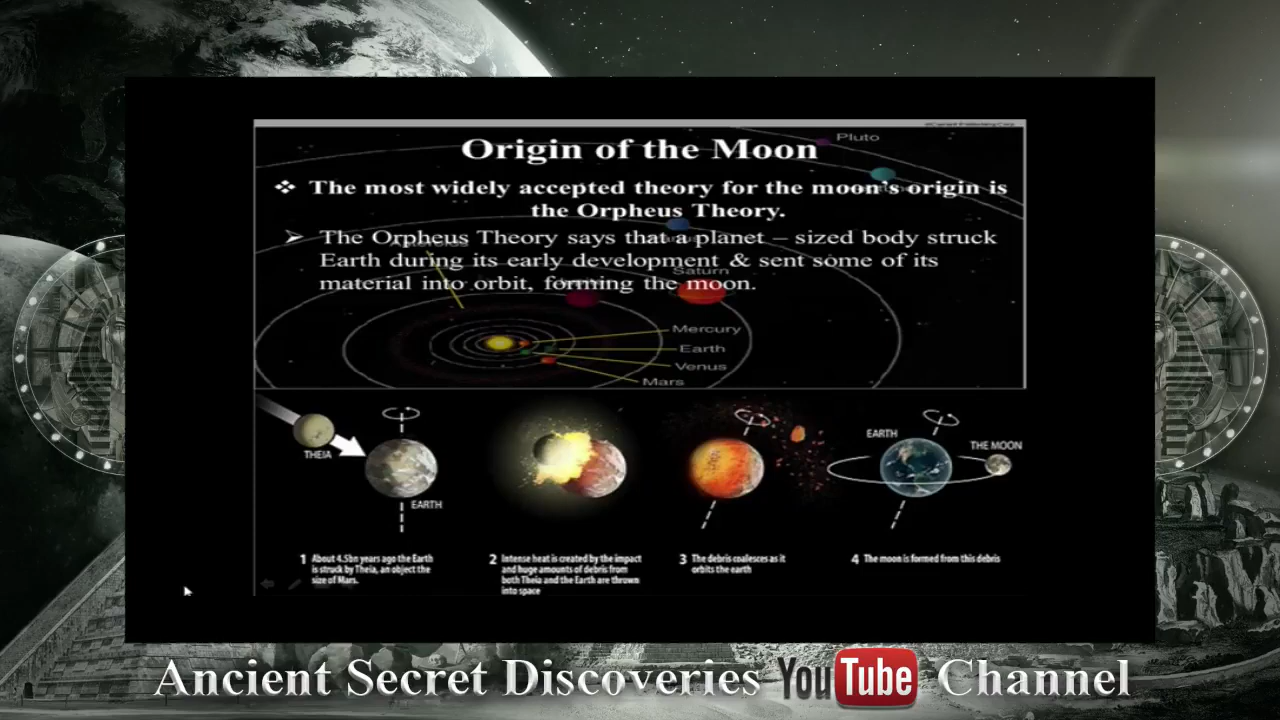 Pluto
Origin of the Moon
❖ The most widely accepted theory for the moon's origin is
the Orpheus Theory.
➢ The Orpheus Theory says that a planet – sized body struck
Earth during its early development & sent some of its
material into orbit, forming the moon.
Saturn
Mercury
Earth
Venus
Mars
THEIA
EARTH
EARTH
THE MOON
1 About 4.5bn years ago the Earth
is struck by Theia, an object the
size of Mars.
2 Intense heat is created by the impact
and huge amounts of debris from
both Theia and the Earth are thrown
into space
3 The debris coalesces as it
orbits the earth
4 The moon is formed from this debris
Ancient Secret Discoveries YouTube Channel